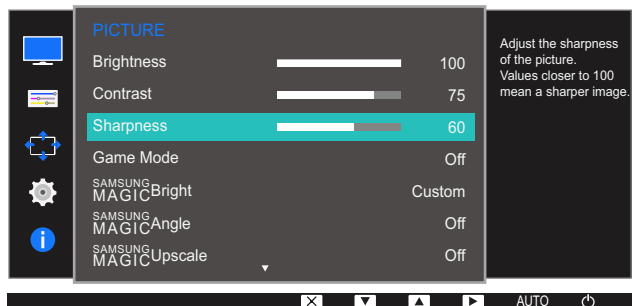 PICTURE
Brightness 100
Contrast 75
Sharpness 60
Game Mode Off
SAMSUNG MAGIC Bright Custom
SAMSUNG MAGIC Angle Off
SAMSUNG MAGIC Upscale Off
Adjust the sharpness
of the picture.
Values closer to 100
mean a sharper image.
AUTO